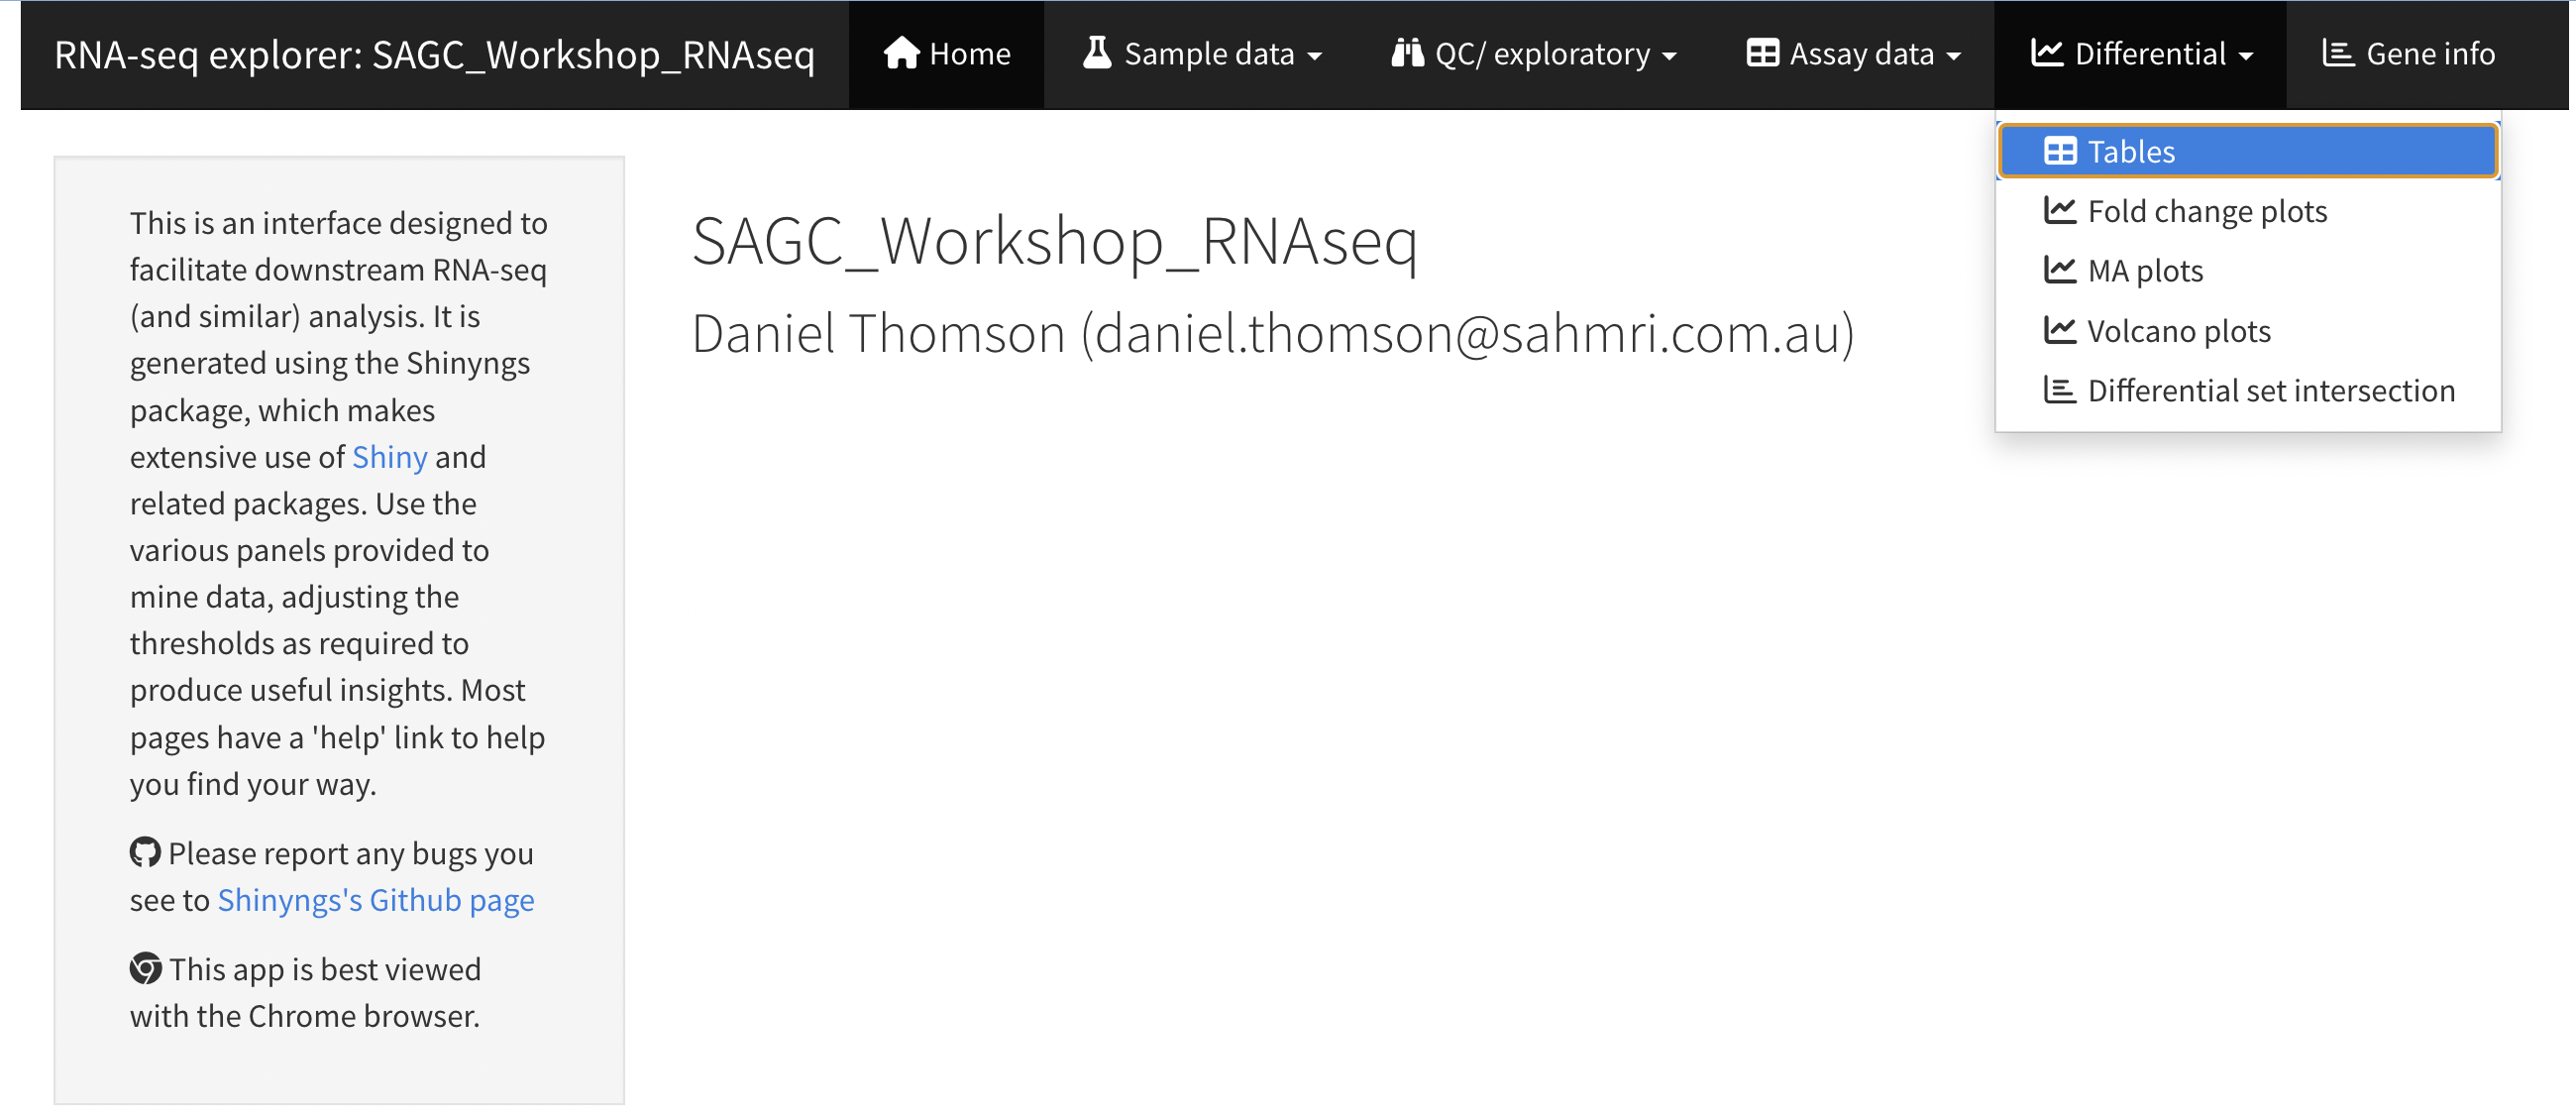 RNA-seq explorer: SAGC_Workshop_RNAseq
Home
Sample data
QC/ exploratory
Assay data
Differential
Gene info
Tables
Fold change plots
MA plots
Volcano plots
Differential set intersection
This is an interface designed to
facilitate downstream RNA-seq
(and similar) analysis. It is
generated using the Shinyngs
package, which makes
extensive use of Shiny and
related packages. Use the
various panels provided to
mine data, adjusting the
thresholds as required to
produce useful insights. Most
pages have a 'help' link to help
you find your way.
Please report any bugs you
see to Shinyngs's Github page
This app is best viewed
with the Chrome browser.
SAGC_Workshop_RNAseq
Daniel Thomson (daniel.thomson@sahmri.com.au)